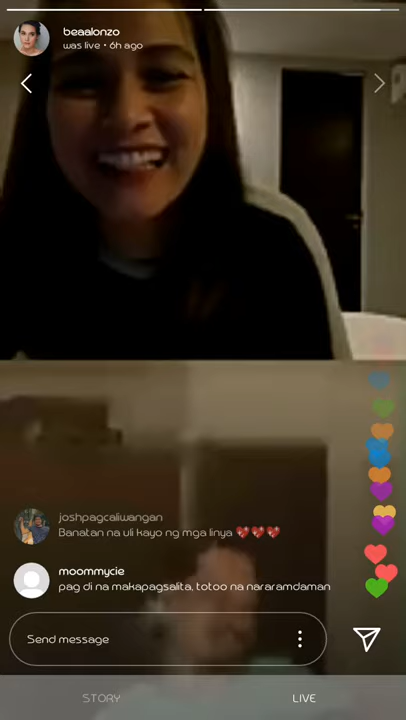 beaalonzo
was live • 6h ago
joshpagcaliwangan
Banatan na uli kayo ng mga linya 💖💖💖
moommycie
pag di na makapagsalita, totoo na nararamdaman
Send message
STORY
LIVE